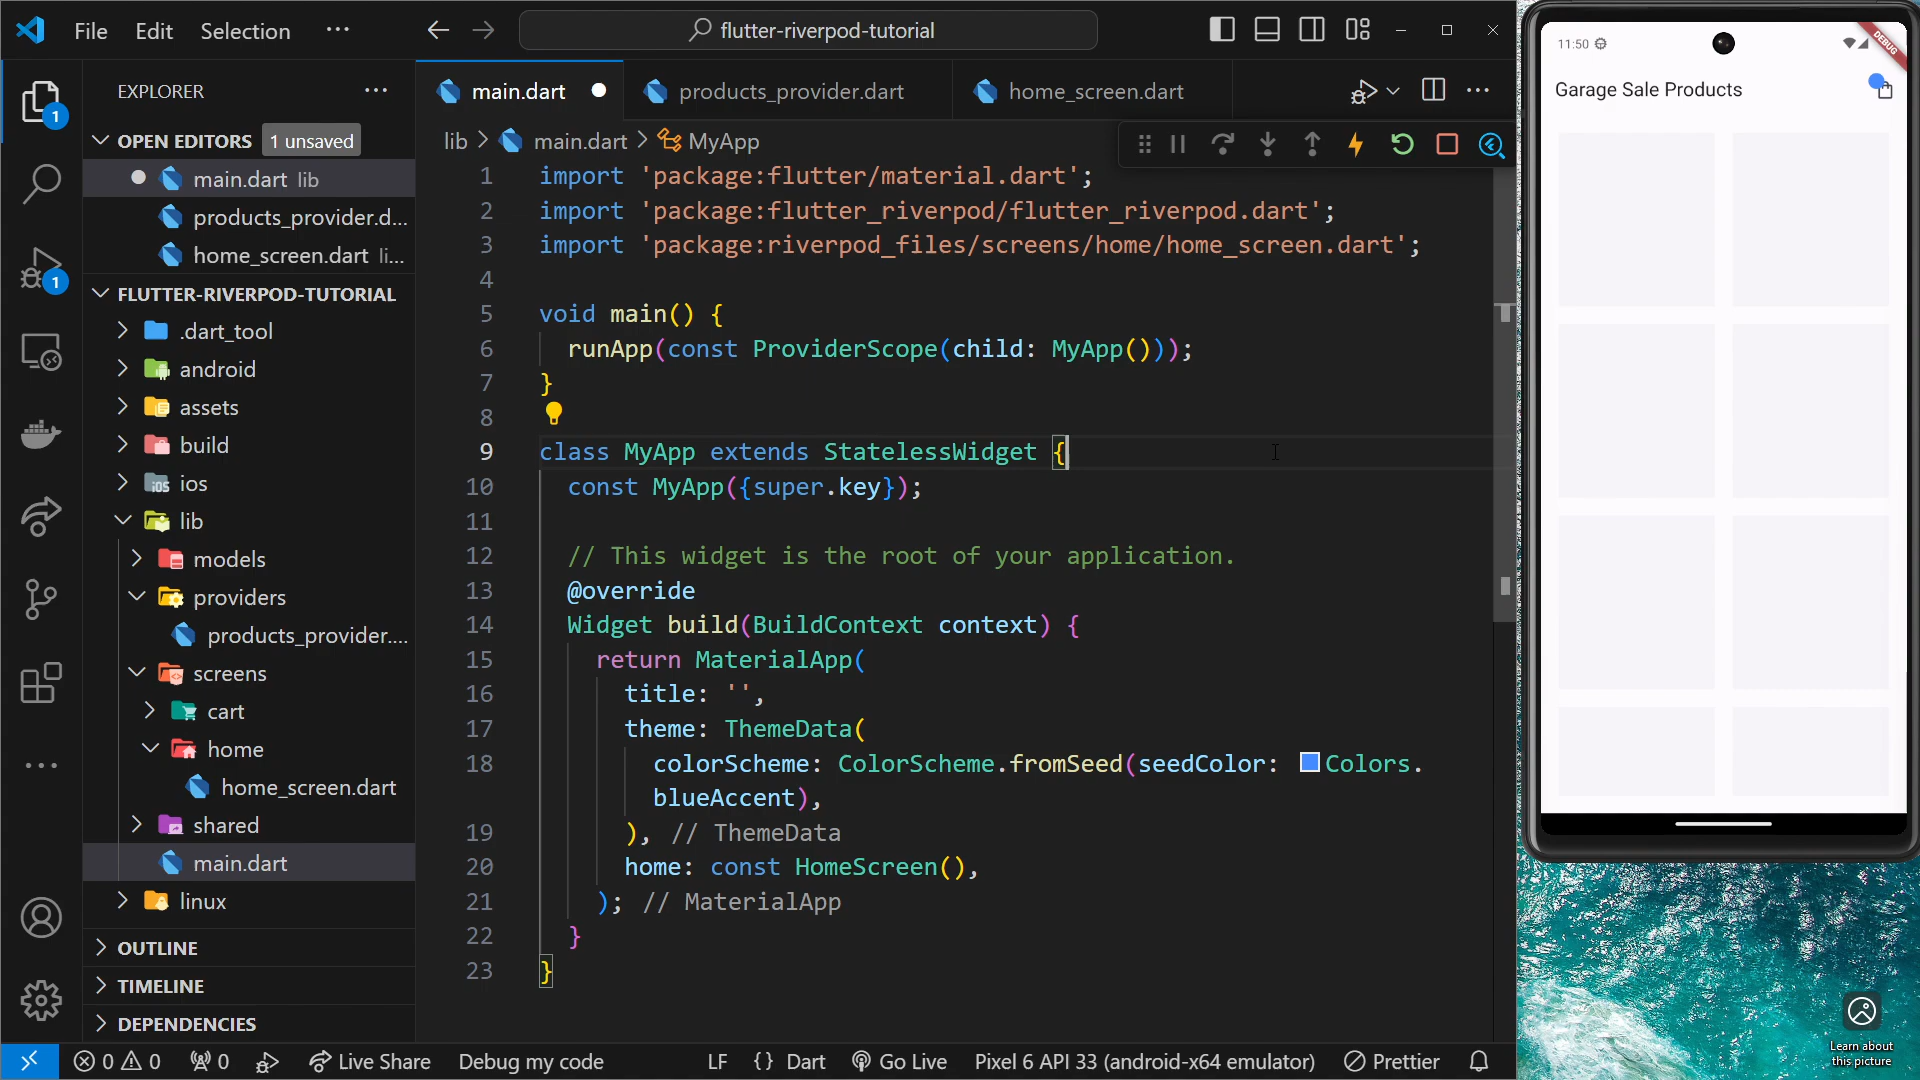 File Edit Selection ···
flutter-riverpod-tutorial
EXPLORER
OPEN EDITORS 1 unsaved
main.dart lib
products_provider.d...
home_screen.dart li...
FLUTTER-RIVERPOD-TUTORIAL
.dart_tool
android
assets
build
ios
lib
models
providers
products_provider....
screens
cart
home
home_screen.dart
shared
main.dart
linux
OUTLINE
TIMELINE
DEPENDENCIES
1
1
main.dart products_provider.dart home_screen.dart
lib > main.dart > MyApp
1 import 'package:flutter/material.dart';
2 import 'package:flutter_riverpod/flutter_riverpod.dart';
3 import 'package:riverpod_files/screens/home/home_screen.dart';
4
5 void main() {
6 runApp(const ProviderScope(child: MyApp()));
7 }
8
9 class MyApp extends StatelessWidget {
10 const MyApp({super.key});
11
12 // This widget is the root of your application.
13 @override
14 Widget build(BuildContext context) {
15 return MaterialApp(
16 title: '',
17 theme: ThemeData(
18 colorScheme: ColorScheme.fromSeed(seedColor: Colors.
blueAccent),
19 ), // ThemeData
20 home: const HomeScreen(),
21 ); // MaterialApp
22 }
23 }
0 0 0 Live Share Debug my code LF {} Dart Go Live Pixel 6 API 33 (android-x64 emulator) Prettier
11:50
DEBUG
Garage Sale Products
Learn about
this picture